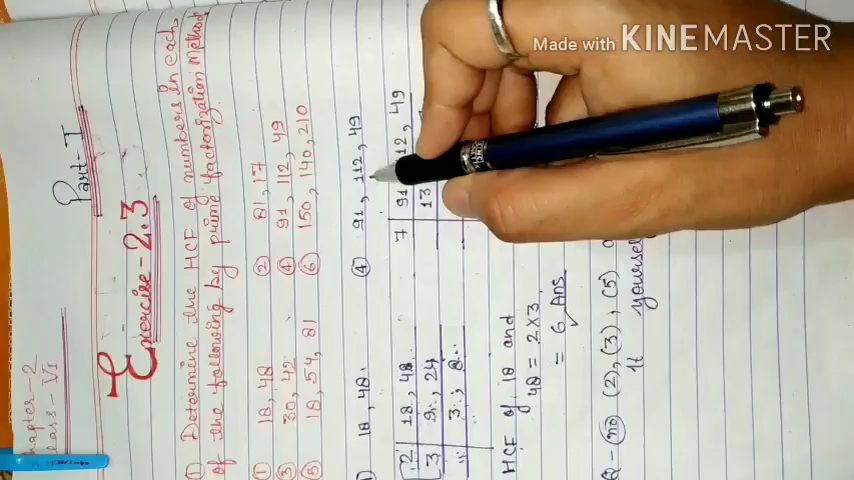 Made with KINEMASTER
Chapter-2
Class-VI
Part-I
Exercise-2.3
① Determine the HCF of numbers in each
of the following by prime factorization Method
① 18, 48 ② 81, 17
③ 30, 42 ④ 91, 112, 49
⑤ 18, 54, 81 ⑥ 150, 140, 210
18, 48. ④ 91, 112, 49
2 18, 48 7 91 12, 49
3 9, 24 13
3, 8
HCF of 18 and
48 = 2 x 3
= 6 Ans
Q - no (2), (3), (5)
it yourself